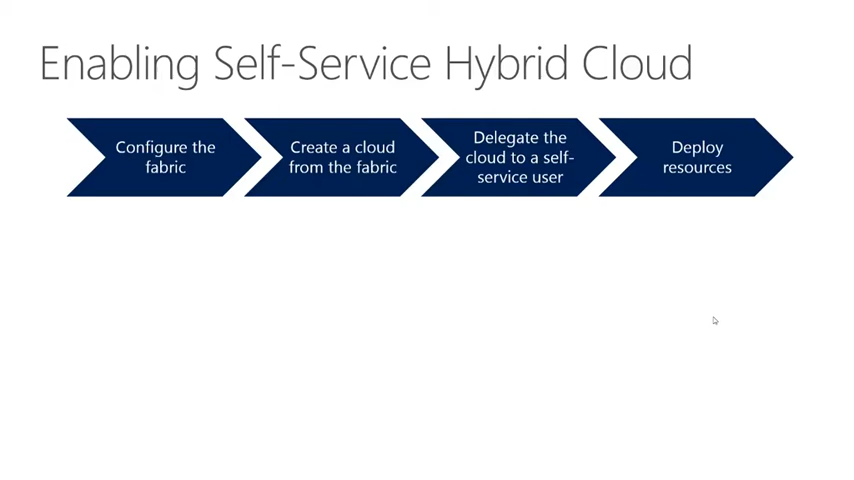 Enabling Self-Service Hybrid Cloud
Configure the
fabric
Create a cloud
from the fabric
Delegate the
cloud to a self-
service user
Deploy
resources